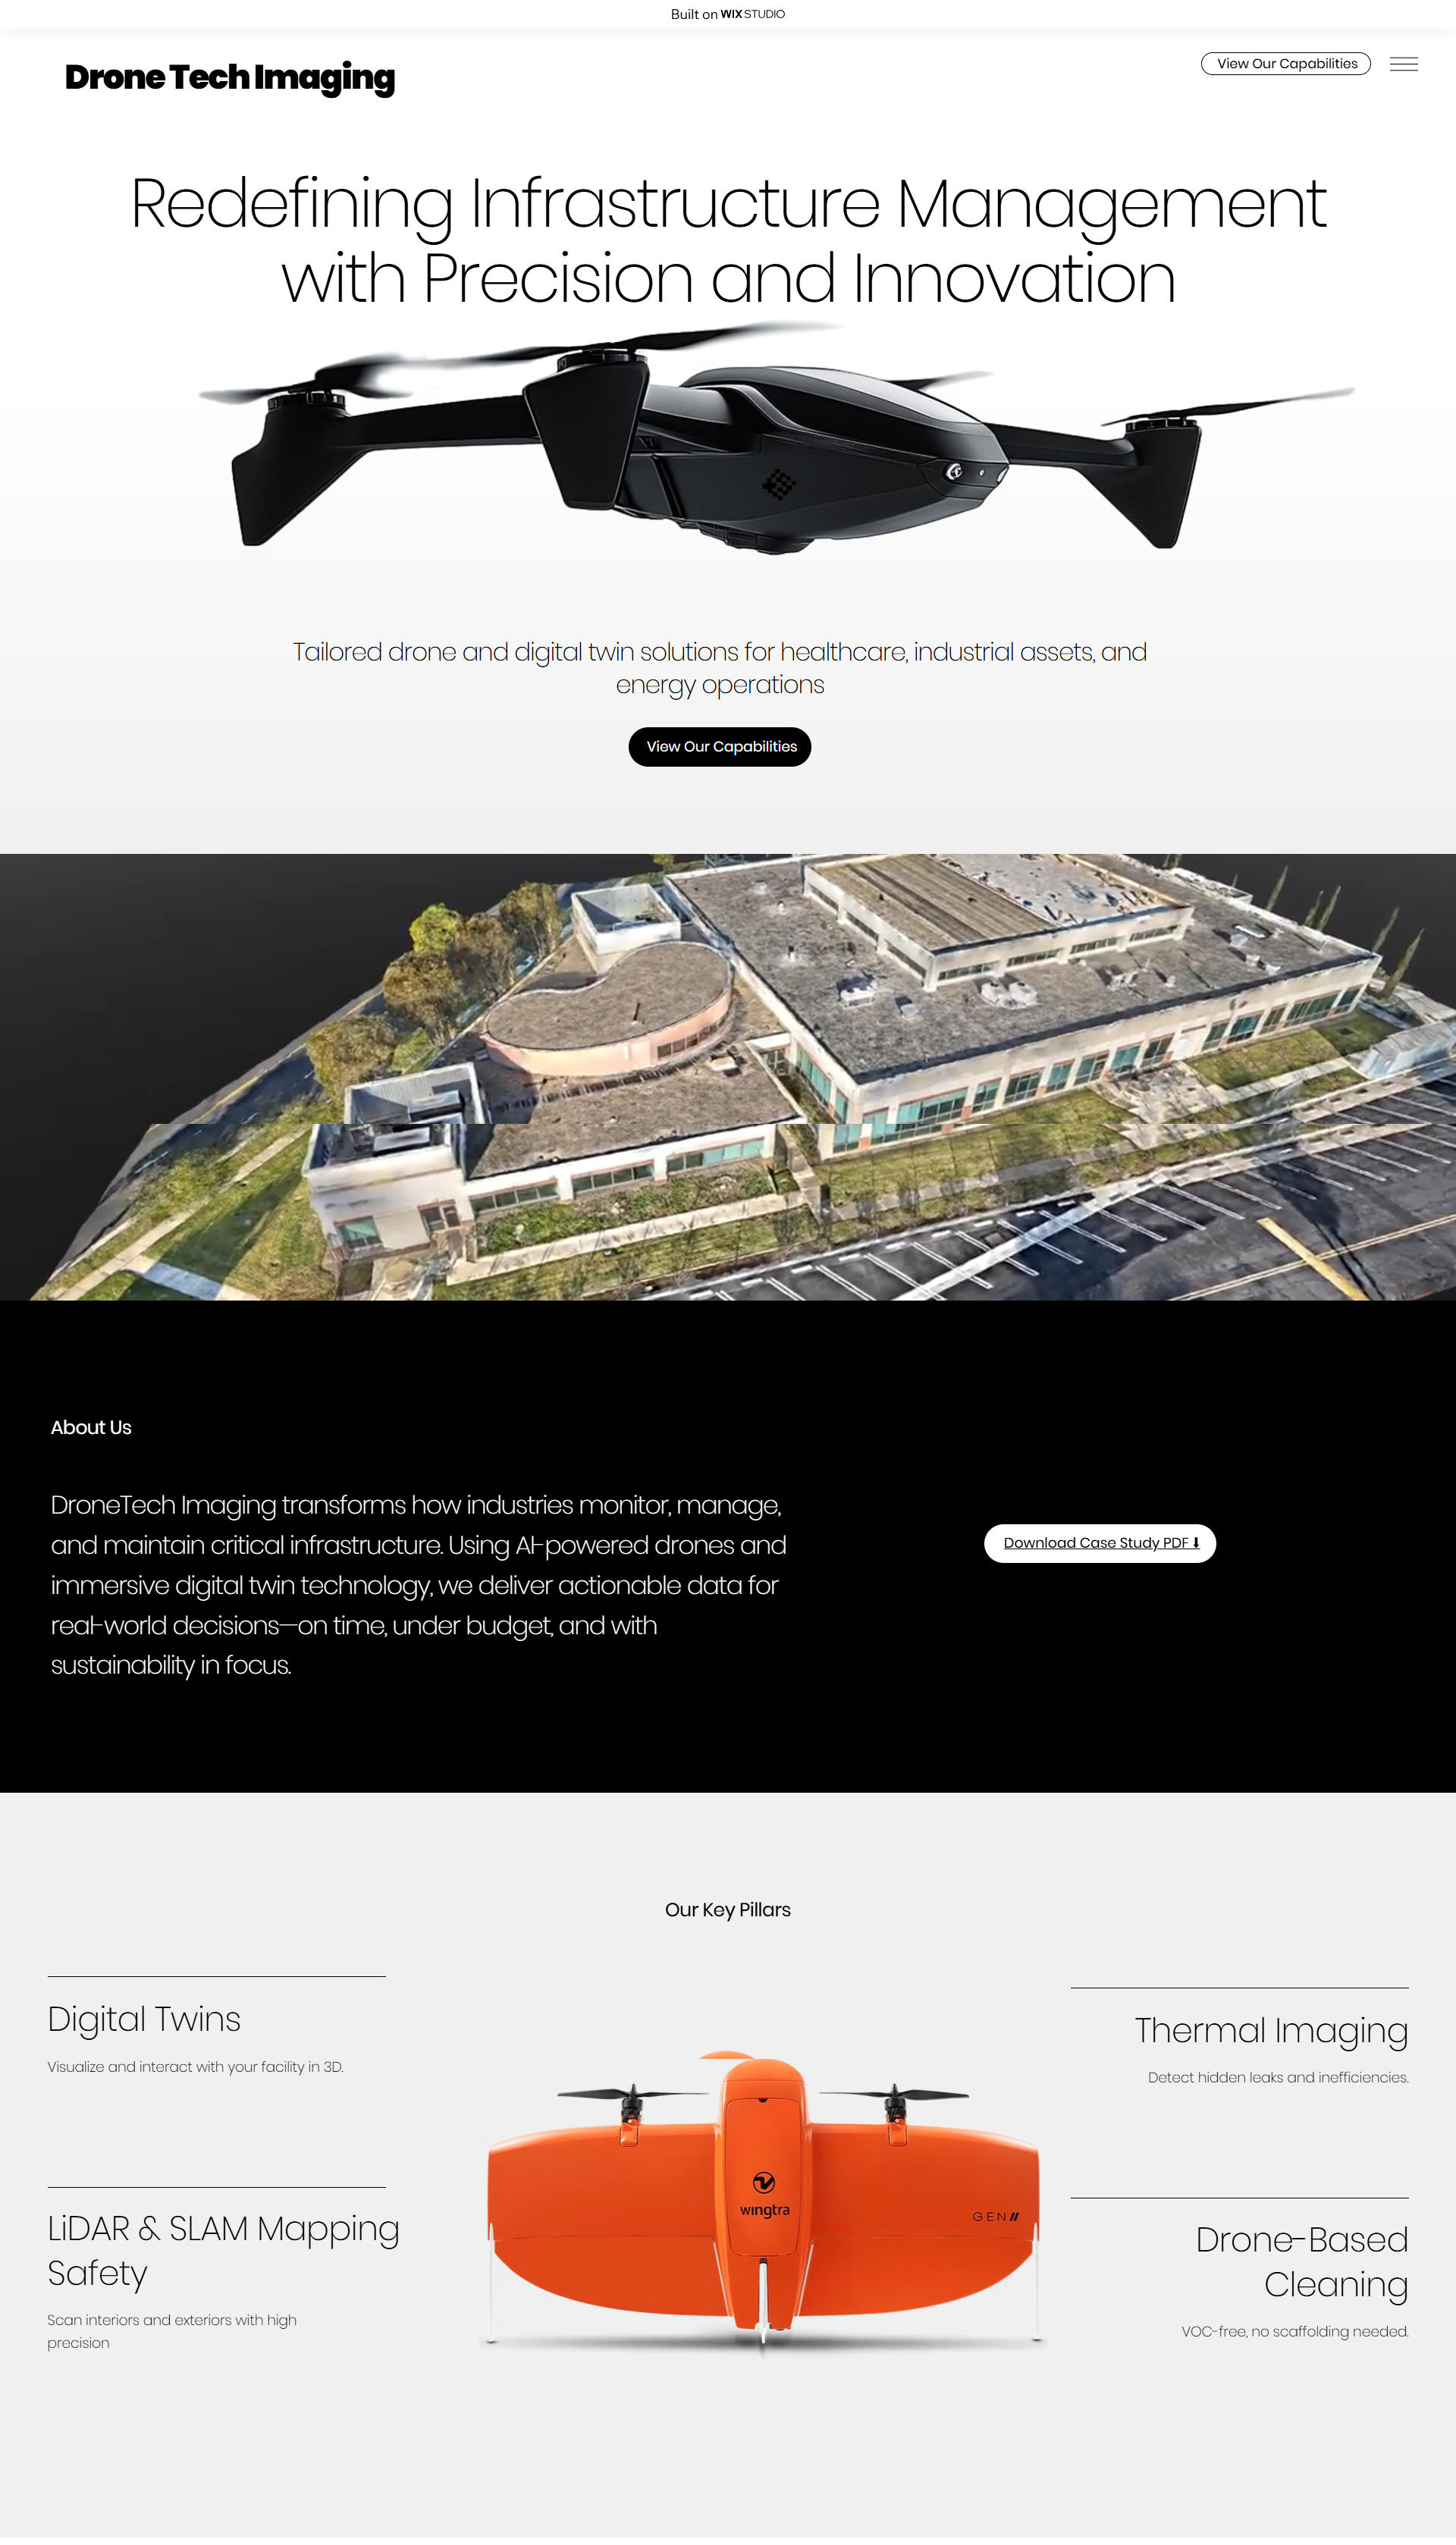 Built on WIX STUDIO
Drone Tech Imaging
View Our Capabilities
Redefining Infrastructure Management
with Precision and Innovation
Tailored drone and digital twin solutions for healthcare, industrial assets, and
energy operations
View Our Capabilities
About Us
DroneTech Imaging transforms how industries monitor, manage,
and maintain critical infrastructure. Using AI-powered drones and
immersive digital twin technology, we deliver actionable data for
real-world decisions—on time, under budget, and with
sustainability in focus.
Download Case Study PDF ⬇
Our Key Pillars
Digital Twins
Visualize and interact with your facility in 3D.
Thermal Imaging
Detect hidden leaks and inefficiencies.
wingtra
GEN II
LiDAR & SLAM Mapping
Safety
Scan interiors and exteriors with high
precision
Drone-Based
Cleaning
VOC-free, no scaffolding needed.